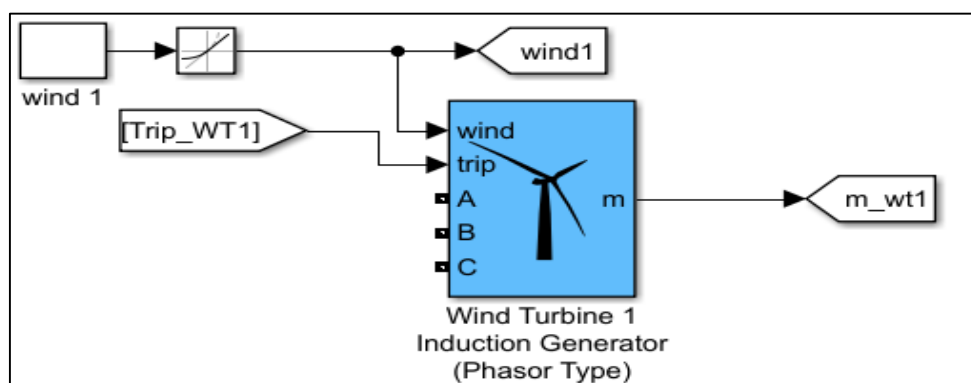 wind 1
wind1
[Trip_WT1]
wind
trip
A
B
C
m
m_wt1
Wind Turbine 1
Induction Generator
(Phasor Type)